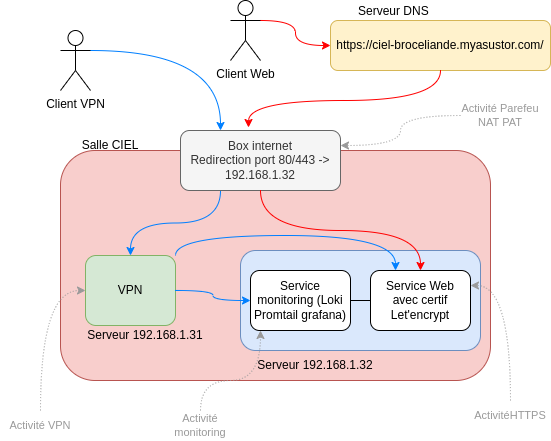 Serveur DNS
https://ciel-broceliande.myasustor.com/
Client Web
Client VPN
Activité Parefeu
NAT PAT
Salle CIEL
Box internet
Redirection port 80/443 ->
192.168.1.32
VPN
Service
monitoring (Loki
Promtail grafana)
Service Web
avec certif
Let'encrypt
Serveur 192.168.1.31
Serveur 192.168.1.32
Activité VPN
Activité
monitoring
ActivitéHTTPS